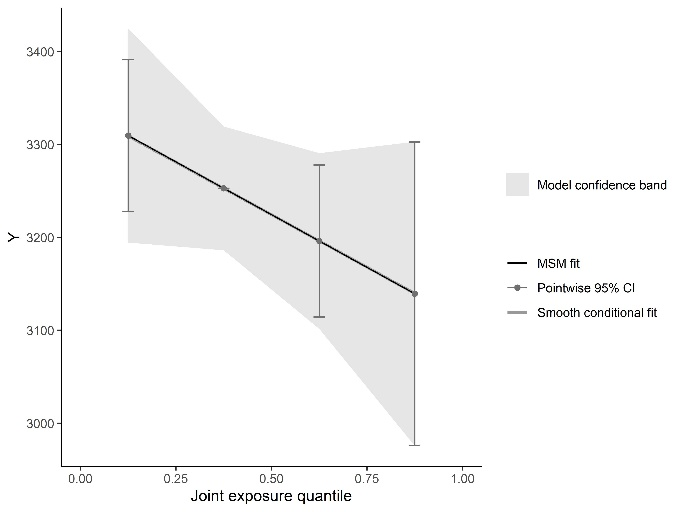 Y
3400
3300
3200
3100
3000
0.00 0.25 0.50 0.75 1.00
Joint exposure quantile
Model confidence band
MSM fit
Pointwise 95% CI
Smooth conditional fit